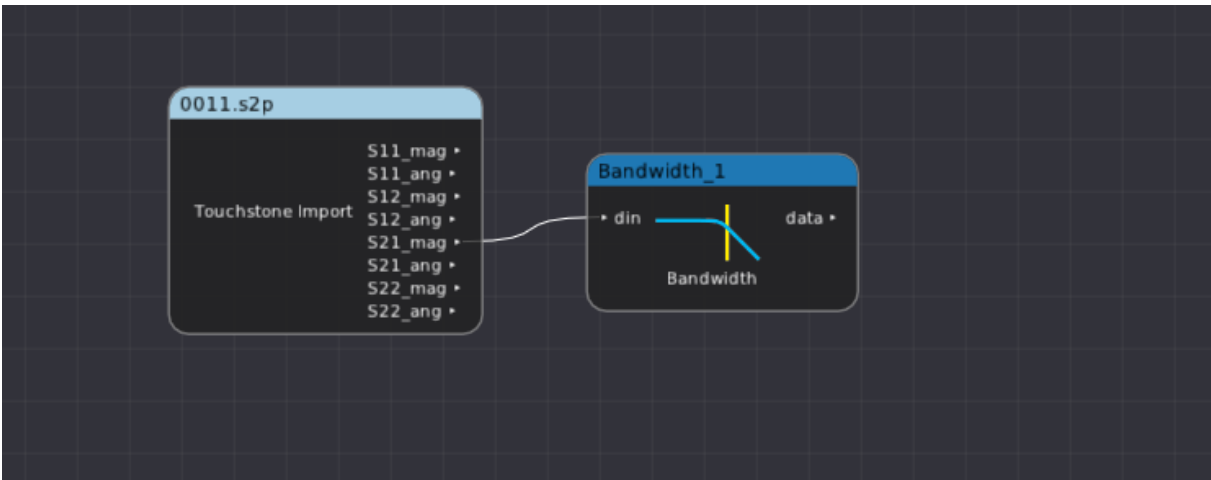 0011.s2p
Touchstone Import
S11_mag
S11_ang
S12_mag
S12_ang
S21_mag
S21_ang
S22_mag
S22_ang
Bandwidth_1
din
data
Bandwidth